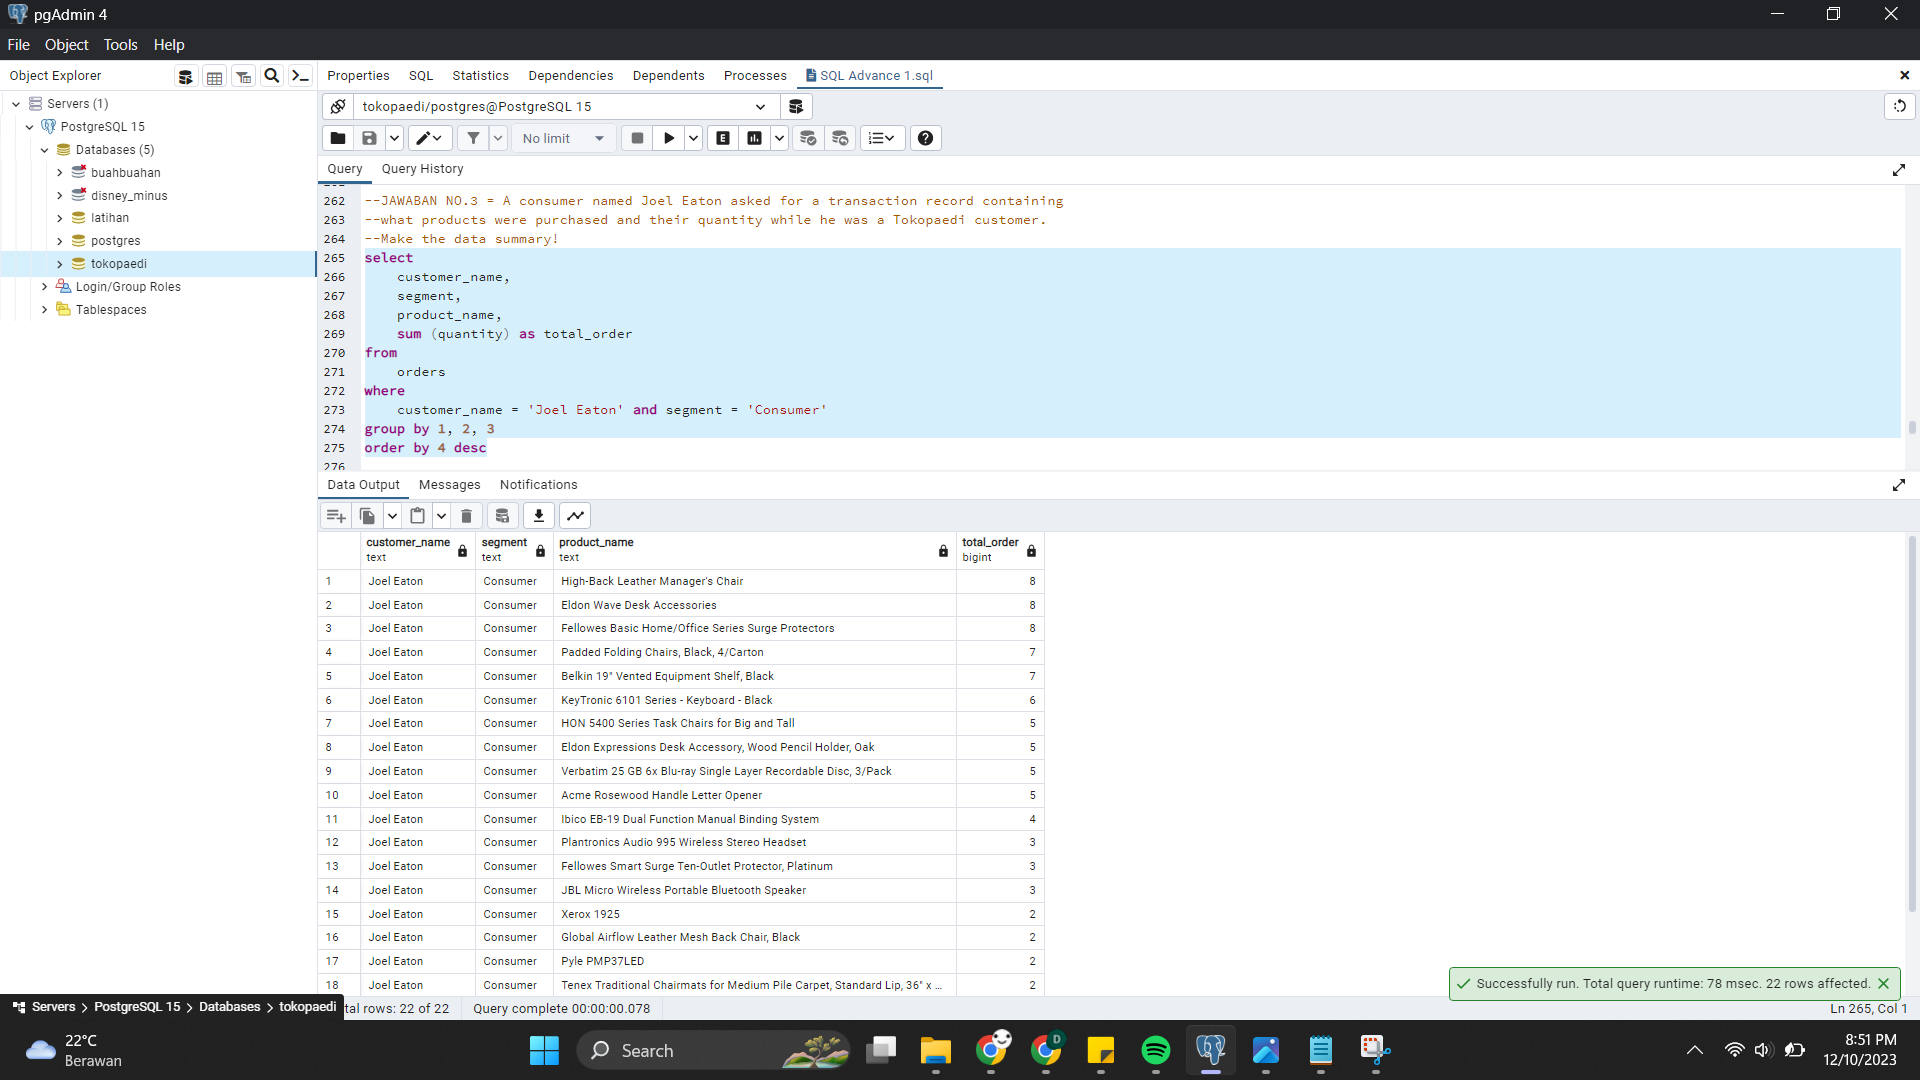 pgAdmin 4
File Object Tools Help
Object Explorer
Properties SQL Statistics Dependencies Dependents Processes SQL Advance 1.sql
Servers (1)
PostgreSQL 15
Databases (5)
buahbuahan
disney_minus
latihan
postgres
tokopaedi
Login/Group Roles
Tablespaces
tokopaedi/postgres@PostgreSQL 15
No limit
Query Query History
262 --JAWABAN NO.3 = A consumer named Joel Eaton asked for a transaction record containing
263 --what products were purchased and their quantity while he was a Tokopaedi customer.
264 --Make the data summary!
265 select
266 customer_name,
267 segment,
268 product_name,
269 sum (quantity) as total_order
270 from
271 orders
272 where
273 customer_name = 'Joel Eaton' and segment = 'Consumer'
274 group by 1, 2, 3
275 order by 4 desc
276
Data Output Messages Notifications
customer_name text segment text product_name text total_order bigint
1 Joel Eaton Consumer High-Back Leather Manager's Chair 8
2 Joel Eaton Consumer Eldon Wave Desk Accessories 8
3 Joel Eaton Consumer Fellowes Basic Home/Office Series Surge Protectors 8
4 Joel Eaton Consumer Padded Folding Chairs, Black, 4/Carton 7
5 Joel Eaton Consumer Belkin 19" Vented Equipment Shelf, Black 7
6 Joel Eaton Consumer KeyTronic 6101 Series - Keyboard - Black 6
7 Joel Eaton Consumer HON 5400 Series Task Chairs for Big and Tall 5
8 Joel Eaton Consumer Eldon Expressions Desk Accessory, Wood Pencil Holder, Oak 5
9 Joel Eaton Consumer Verbatim 25 GB 6x Blu-ray Single Layer Recordable Disc, 3/Pack 5
10 Joel Eaton Consumer Acme Rosewood Handle Letter Opener 5
11 Joel Eaton Consumer Ibico EB-19 Dual Function Manual Binding System 4
12 Joel Eaton Consumer Plantronics Audio 995 Wireless Stereo Headset 3
13 Joel Eaton Consumer Fellowes Smart Surge Ten-Outlet Protector, Platinum 3
14 Joel Eaton Consumer JBL Micro Wireless Portable Bluetooth Speaker 3
15 Joel Eaton Consumer Xerox 1925 2
16 Joel Eaton Consumer Global Airflow Leather Mesh Back Chair, Black 2
17 Joel Eaton Consumer Pyle PMP37LED 2
18 Joel Eaton Consumer Tenex Traditional Chairmats for Medium Pile Carpet, Standard Lip, 36" x ... 2
Successfully run. Total query runtime: 78 msec. 22 rows affected.
Servers > PostgreSQL 15 > Databases > tokopaedi
tal rows: 22 of 22 Query complete 00:00:00.078 Ln 265, Col 1
22°C
Berawan
Search
D
8:51 PM
12/10/2023